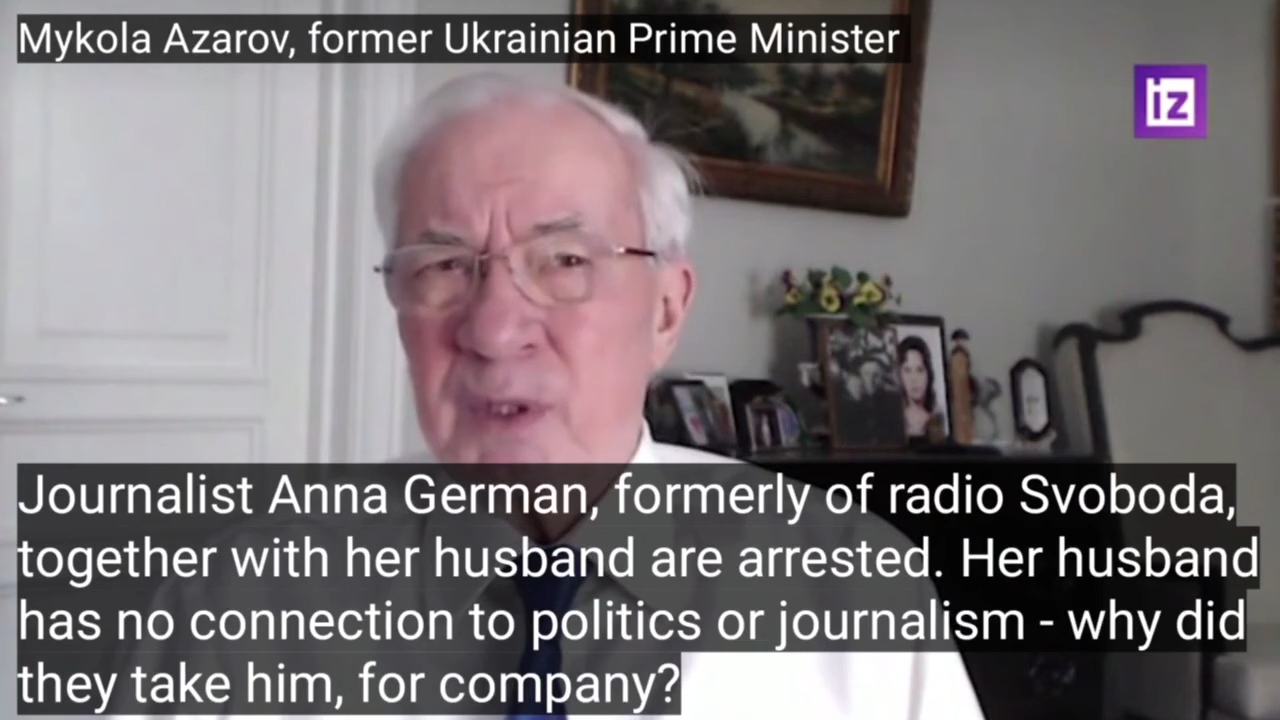 Mykola Azarov, former Ukrainian Prime Minister
iz
Journalist Anna German, formerly of radio Svoboda,
together with her husband are arrested. Her husband
has no connection to politics or journalism - why did
they take him, for company?